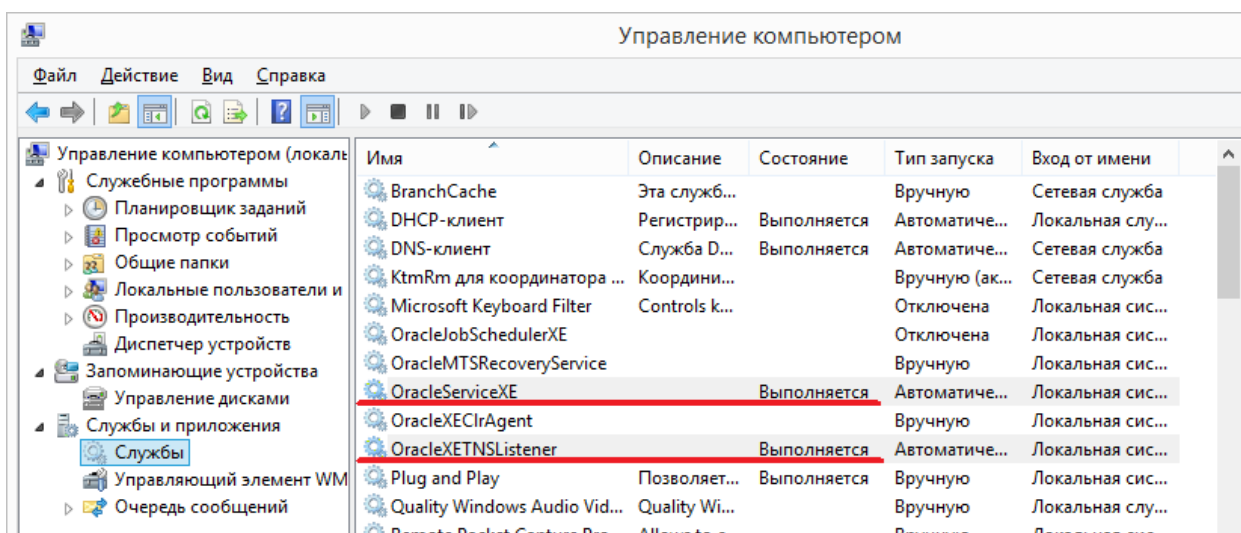 Управление компьютером
Файл Действие Вид Справка
Управление компьютером (локаль
Служебные программы
Планировщик заданий
Просмотр событий
Общие папки
Локальные пользователи и
Производительность
Диспетчер устройств
Запоминающие устройства
Управление дисками
Службы и приложения
Службы
Управляющий элемент WM
Очередь сообщений
Имя Описание Состояние Тип запуска Вход от имени
BranchCache Эта служб... Вручную Сетевая служба
DHCP-клиент Регистрир... Выполняется Автоматиче... Локальная слу...
DNS-клиент Служба D... Выполняется Автоматиче... Сетевая служба
KtmRm для координатора ... Координи... Вручную (ак... Сетевая служба
Microsoft Keyboard Filter Controls k... Отключена Локальная сис...
OracleJobSchedulerXE Отключена Локальная сис...
OracleMTSRecoveryService Вручную Локальная сис...
OracleServiceXE Выполняется Автоматиче... Локальная сис...
OracleXEClrAgent Вручную Локальная сис...
OracleXETNSListener Выполняется Автоматиче... Локальная сис...
Plug and Play Позволяет... Выполняется Вручную Локальная сис...
Quality Windows Audio Vid... Quality Wi... Вручную Локальная слу...